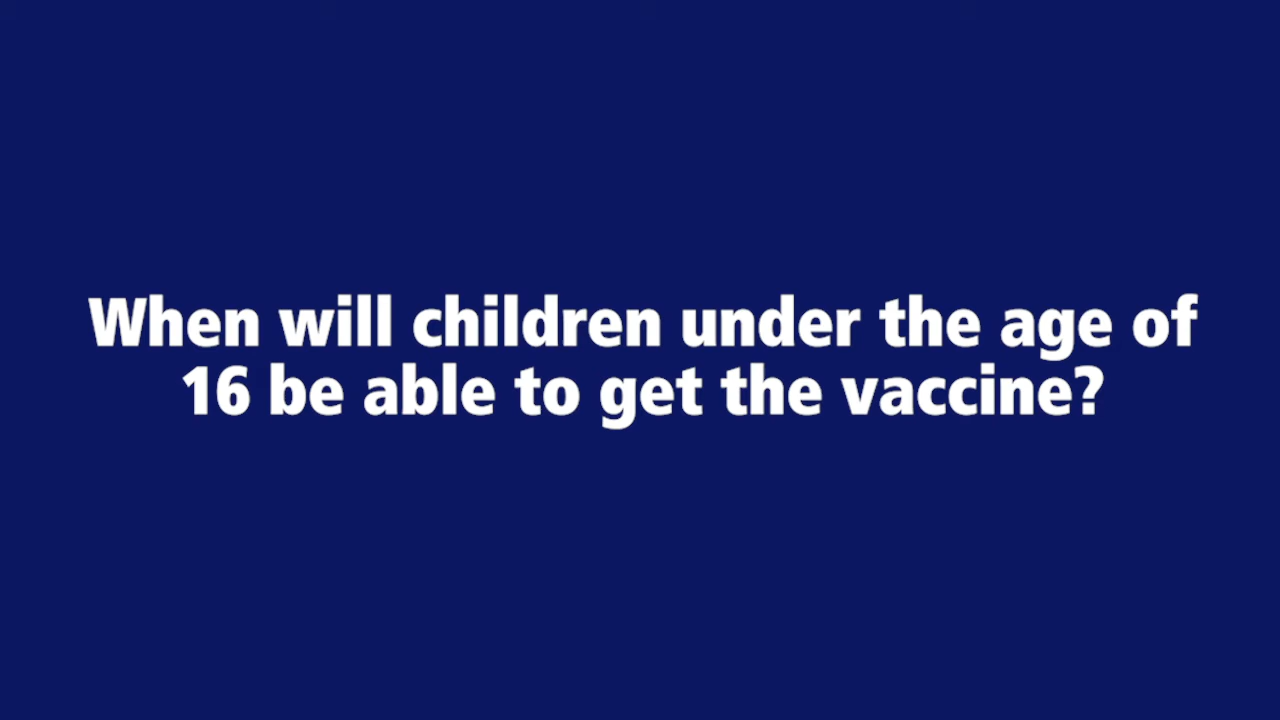 When will children under the age of
16 be able to get the vaccine?